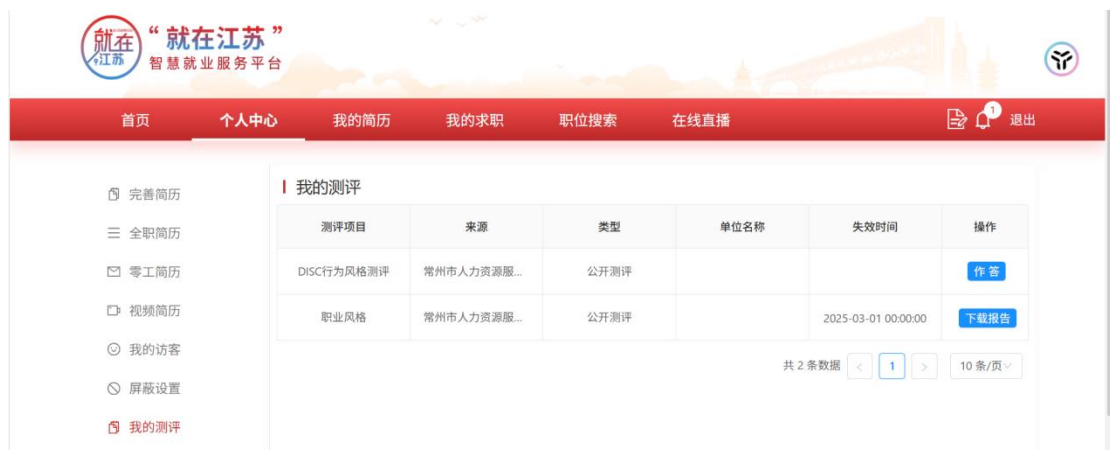 就在江苏
“就在江苏”
智慧就业服务平台
首页 个人中心 我的简历 我的求职 职位搜索 在线直播 1 退出
完善简历
全职简历
零工简历
视频简历
我的访客
屏蔽设置
我的测评
我的测评
测评项目 来源 类型 单位名称 失效时间 操作
DISC行为风格测评 常州市人力资源服... 公开测评 作答
职业风格 常州市人力资源服... 公开测评 2025-03-01 00:00:00 下载报告
共 2 条数据 < 1 > 10 条/页